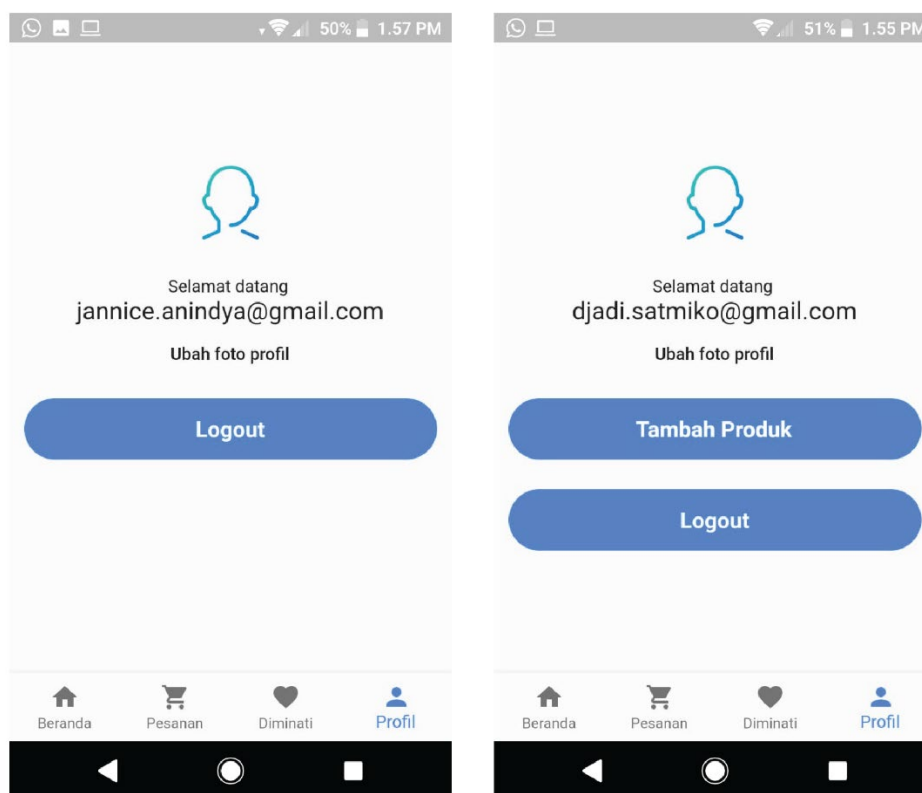 50% 1.57 PM
Selamat datang
jannice.anindya@gmail.com
Ubah foto profil
Logout
Beranda Pesanan Diminati Profil
51% 1.55 PM
Selamat datang
djadi.satmiko@gmail.com
Ubah foto profil
Tambah Produk
Logout
Beranda Pesanan Diminati Profil